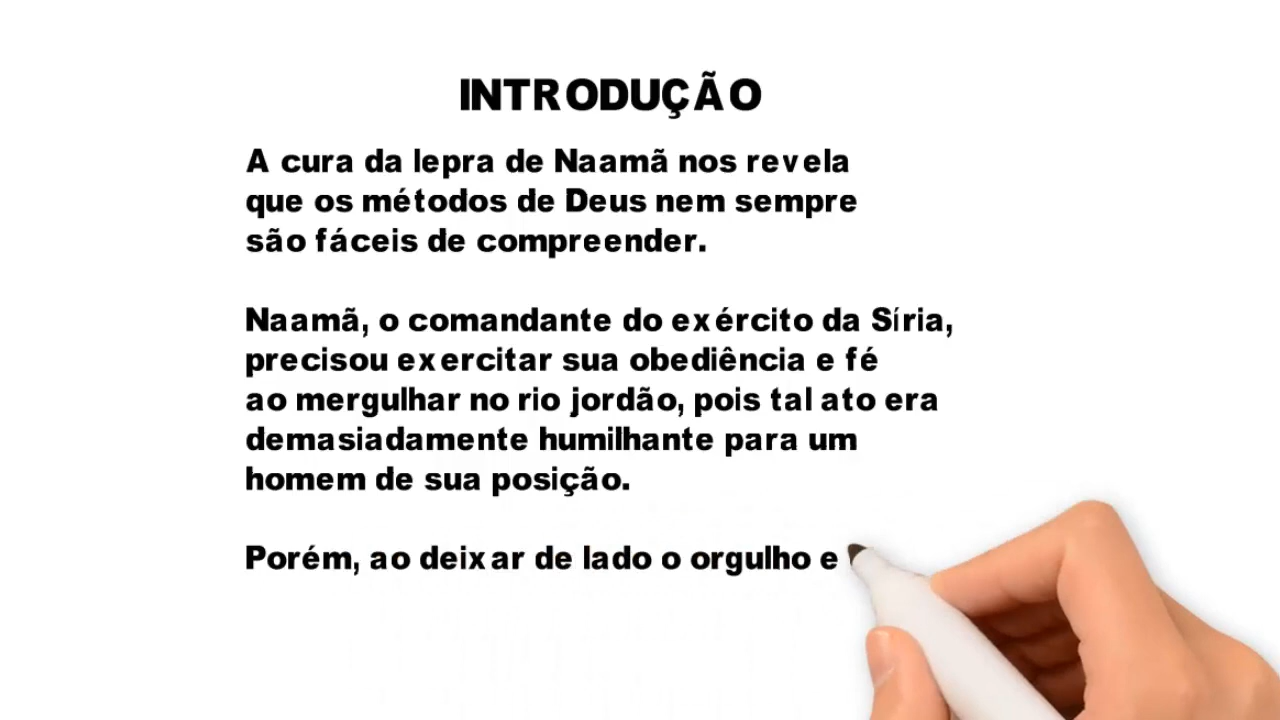 INTRODUÇÃO
A cura da lepra de Naamã nos revela
que os métodos de Deus nem sempre
são fáceis de compreender.
Naamã, o comandante do exército da Síria,
precisou exercitar sua obediência e fé
ao mergulhar no rio jordão, pois tal ato era
demasiadamente humilhante para um
homem de sua posição.
Porém, ao deixar de lado o orgulho e